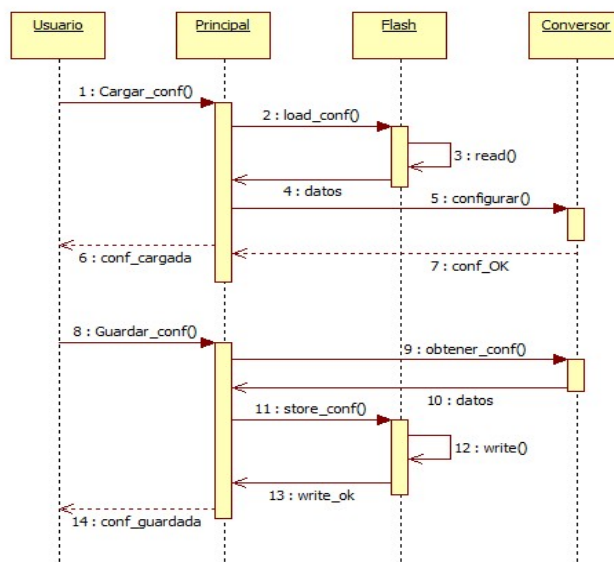 Usuario
Principal
Flash
Conversor
1 : Cargar_conf()
2 : load_conf()
3 : read()
4 : datos
5 : configurar()
6 : conf_cargada
7 : conf_OK
8 : Guardar_conf()
9 : obtener_conf()
10 : datos
11 : store_conf()
12 : write()
13 : write_ok
14 : conf_guardada